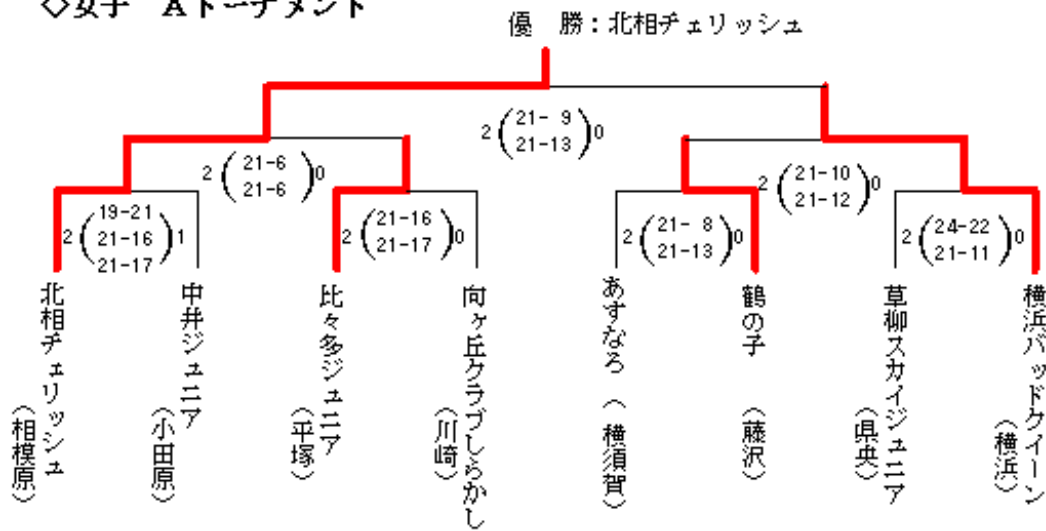 ◇女子 Aトーナメント
優 勝：北相チェリッシュ
2 (21- 9 21-13) 0
2 (21-6 21-6) 0
2 (21-10 21-12) 0
2 (19-21 21-16 21-17) 1
2 (21-16 21-17) 0
2 (21- 8 21-13) 0
2 (24-22 21-11) 0
北相チェリッシュ
（相模原）
中井ジュニア
（小田原）
比々多ジュニア
（平塚）
向ヶ丘クラブしらかし
（川崎）
あすなろ（横須賀）
鶴の子
（藤沢）
草柳スカイジュニア
（県央）
横浜バッドクイーン
（横浜）